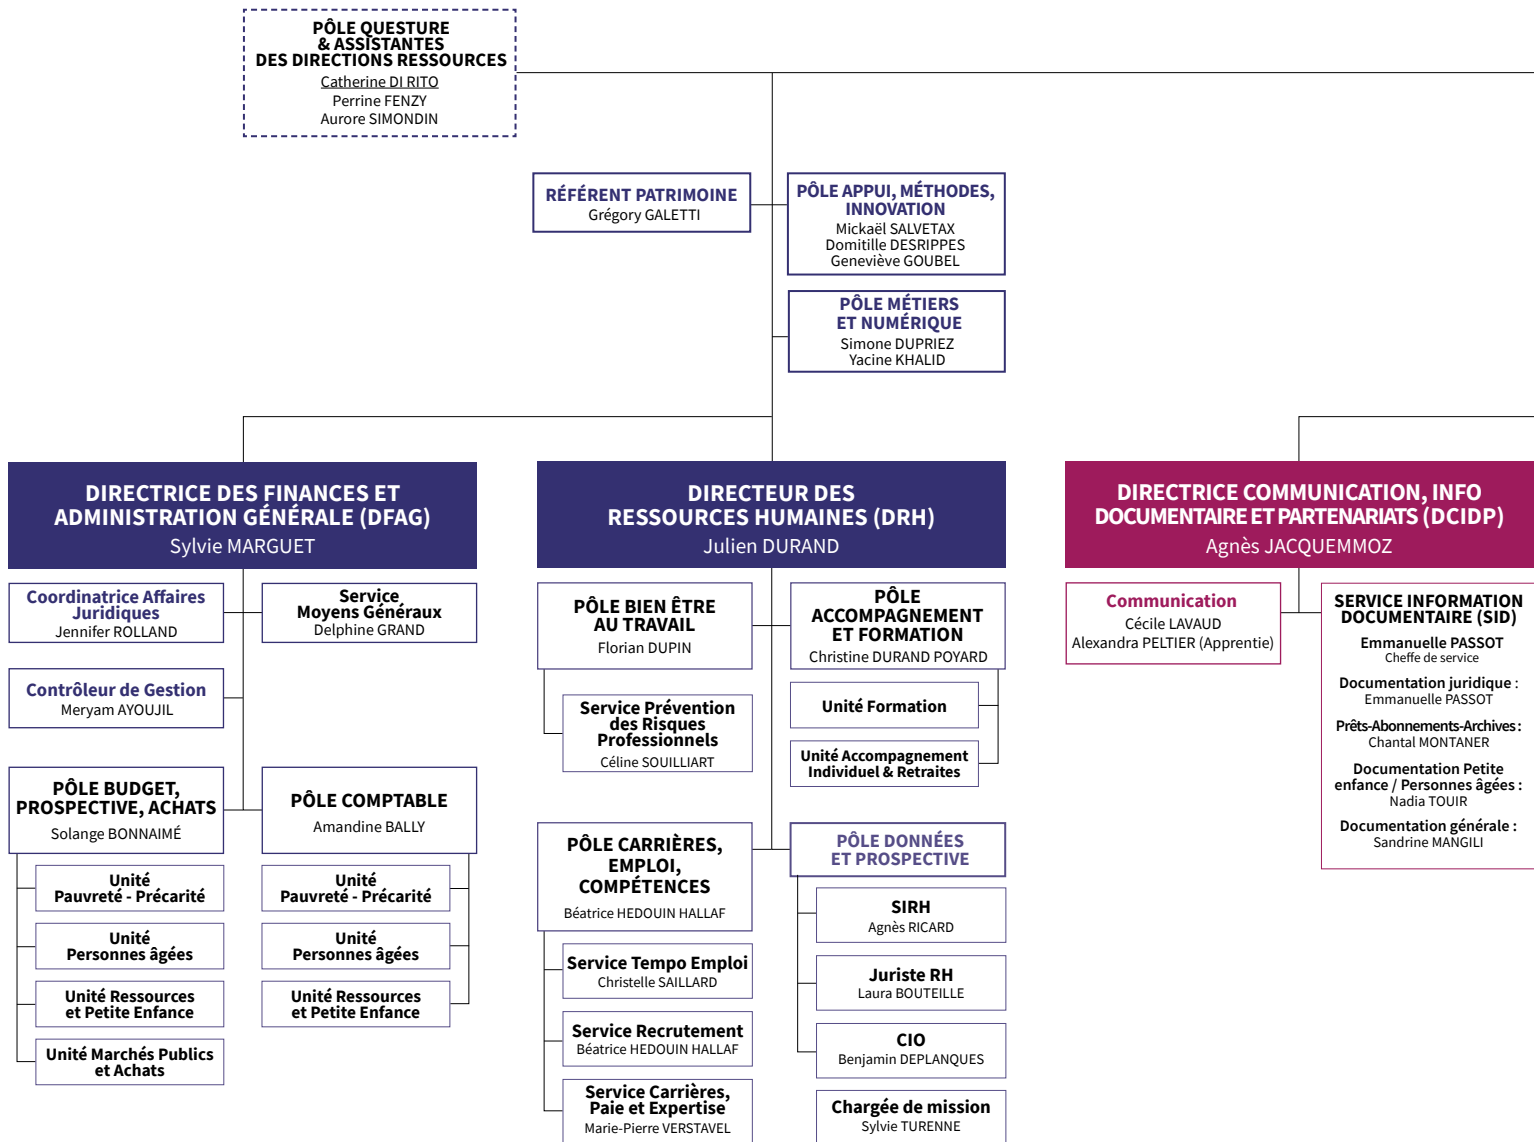 PÔLE QUESTURE
& ASSISTANTES
DES DIRECTIONS RESSOURCES
Catherine DI RITO
Perrine FENZY
Aurore SIMONDIN
RÉFÉRENT PATRIMOINE
Grégory GALETTI
PÔLE APPUI, MÉTHODES,
INNOVATION
Mickaël SALVETAX
Domitille DESRIPPES
Geneviève GOUBEL
PÔLE MÉTIERS
ET NUMÉRIQUE
Simone DUPRIEZ
Yacine KHALID
DIRECTRICE DES FINANCES ET
ADMINISTRATION GÉNÉRALE (DFAG)
Sylvie MARGUET
Coordinatrice Affaires
Juridiques
Jennifer ROLLAND
Service
Moyens Généraux
Delphine GRAND
Contrôleur de Gestion
Meryam AYOUJIL
PÔLE BUDGET,
PROSPECTIVE, ACHATS
Solange BONNAIMÉ
Unité
Pauvreté - Précarité
Unité
Personnes âgées
Unité Ressources
et Petite Enfance
Unité Marchés Publics
et Achats
PÔLE COMPTABLE
Amandine BALLY
Unité
Pauvreté - Précarité
Unité
Personnes âgées
Unité Ressources
et Petite Enfance
DIRECTEUR DES
RESSOURCES HUMAINES (DRH)
Julien DURAND
PÔLE BIEN ÊTRE
AU TRAVAIL
Florian DUPIN
Service Prévention
des Risques
Professionnels
Céline SOUILLIART
PÔLE
ACCOMPAGNEMENT
ET FORMATION
Christine DURAND POYARD
Unité Formation
Unité Accompagnement
Individuel & Retraites
PÔLE CARRIÈRES,
EMPLOI,
COMPÉTENCES
Béatrice HEDOUIN HALLAF
Service Tempo Emploi
Christelle SAILLARD
Service Recrutement
Béatrice HEDOUIN HALLAF
Service Carrières,
Paie et Expertise
Marie-Pierre VERSTAVEL
PÔLE DONNÉES
ET PROSPECTIVE
SIRH
Agnès RICARD
Juriste RH
Laura BOUTEILLE
CIO
Benjamin DEPLANQUES
Chargée de mission
Sylvie TURENNE
DIRECTRICE COMMUNICATION, INFO
DOCUMENTAIRE ET PARTENARIATS (DCIDP)
Agnès JACQUEMMOZ
Communication
Cécile LAVAUD
Alexandra PELTIER (Apprentie)
SERVICE INFORMATION
DOCUMENTAIRE (SID)
Emmanuelle PASSOT
Cheffe de service
Documentation juridique :
Emmanuelle PASSOT
Prêts-Abonnements-Archives :
Chantal MONTANER
Documentation Petite
enfance / Personnes âgées :
Nadia TOUIR
Documentation générale :
Sandrine MANGILI